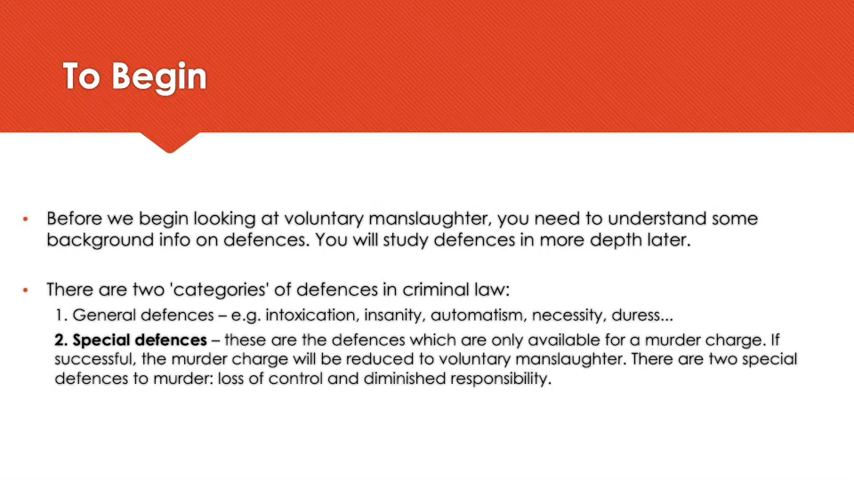 To Begin
• Before we begin looking at voluntary manslaughter, you need to understand some
background info on defences. You will study defences in more depth later.
• There are two 'categories' of defences in criminal law:
1. General defences – e.g. intoxication, insanity, automatism, necessity, duress...
2. Special defences – these are the defences which are only available for a murder charge. If
successful, the murder charge will be reduced to voluntary manslaughter. There are two special
defences to murder: loss of control and diminished responsibility.